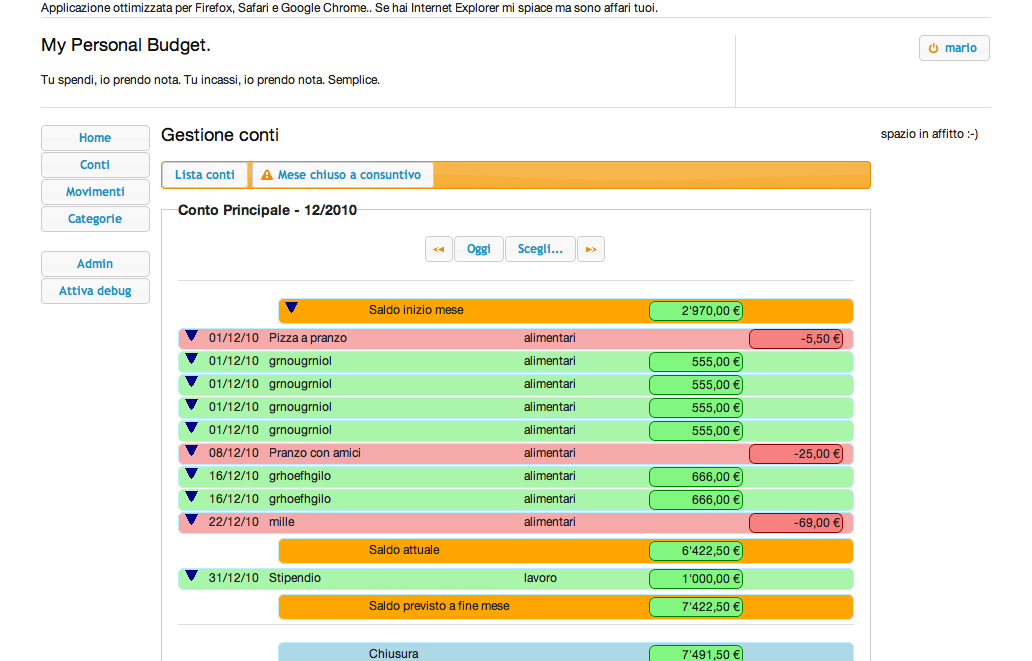 Applicazione ottimizzata per Firefox, Safari e Google Chrome.. Se hai Internet Explorer mi spiace ma sono affari tuoi.
My Personal Budget.
mario
Tu spendi, io prendo nota. Tu incassi, io prendo nota. Semplice.
Home
Conti
Movimenti
Categorie
Admin
Attiva debug
Gestione conti
spazio in affitto :-)
Lista conti Mese chiuso a consuntivo
Conto Principale - 12/2010
Oggi Scegli...
Saldo inizio mese 2'970,00 €
01/12/10 Pizza a pranzo alimentari -5,50 €
01/12/10 grnougrniol alimentari 555,00 €
01/12/10 grnougrniol alimentari 555,00 €
01/12/10 grnougrniol alimentari 555,00 €
01/12/10 grnougrniol alimentari 555,00 €
08/12/10 Pranzo con amici alimentari -25,00 €
16/12/10 grhoefhgilo alimentari 666,00 €
16/12/10 grhoefhgilo alimentari 666,00 €
22/12/10 mille alimentari -69,00 €
Saldo attuale 6'422,50 €
31/12/10 Stipendio lavoro 1'000,00 €
Saldo previsto a fine mese 7'422,50 €
Chiusura 7'491,50 €